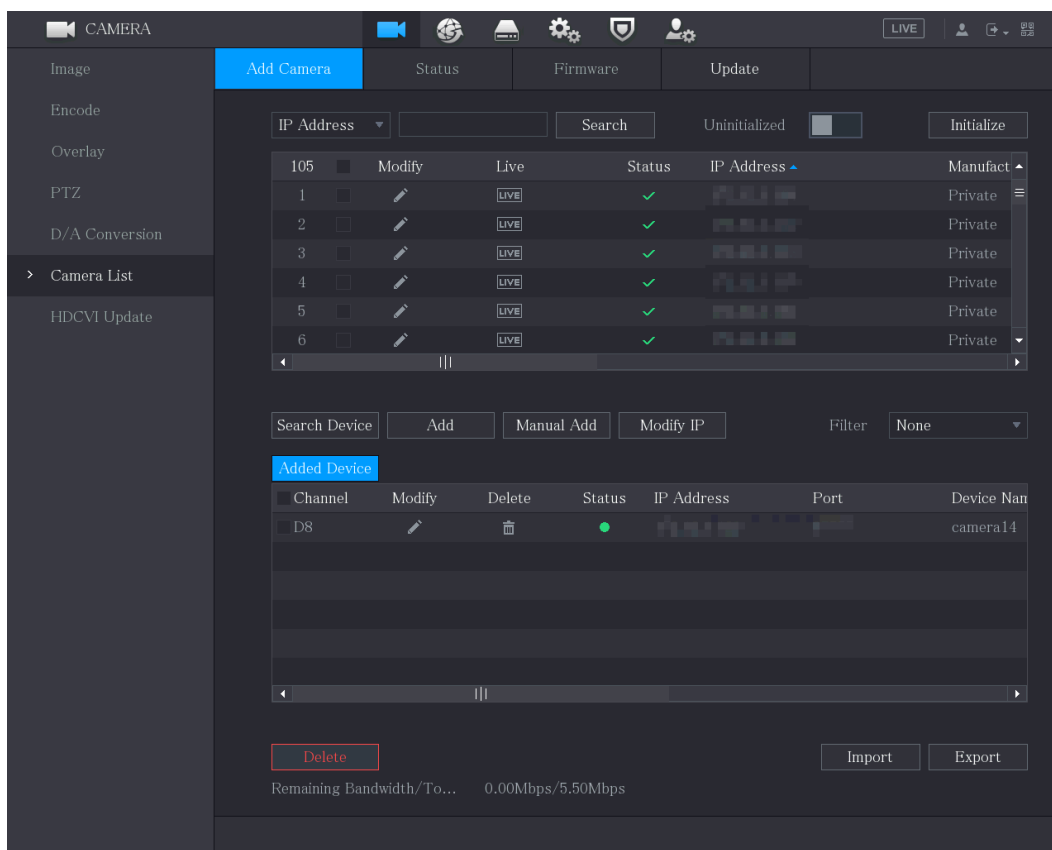 CAMERA LIVE
Image Add Camera Status Firmware Update
Encode IP Address Search Uninitialized Initialize
Overlay 105 Modify Live Status IP Address Manufact
PTZ 1 LIVE Private
2 LIVE Private
D/A Conversion 3 LIVE Private
Camera List 4 LIVE Private
HDCVI Update 5 LIVE Private
6 LIVE Private
Search Device Add Manual Add Modify IP Filter None
Added Device
Channel Modify Delete Status IP Address Port Device Nam
D8 camera14
Delete Import Export
Remaining Bandwidth/To... 0.00Mbps/5.50Mbps